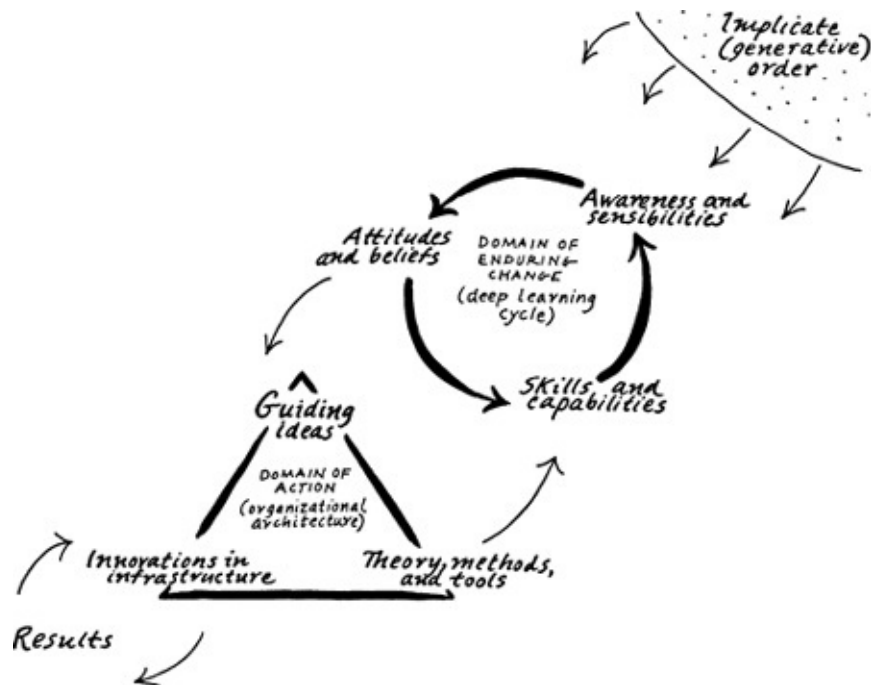 Implicate
(generative)
order
Awareness and
sensibilities
Attitudes
and beliefs
DOMAIN OF
ENDURING
CHANGE
(deep learning
cycle)
Skills and
capabilities
Guiding
ideas
DOMAIN OF
ACTION
(organizational
architecture)
Innovations in
infrastructure
Theory, methods,
and tools
Results